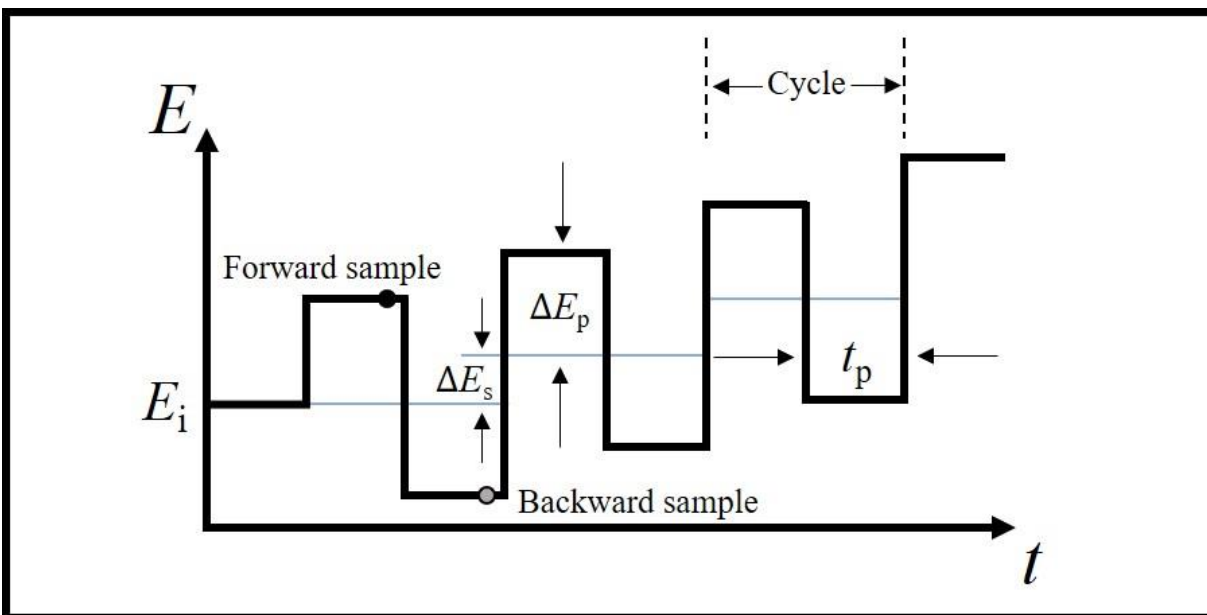 Cycle
E
Forward sample
ΔEp
tp
ΔEs
Ei
Backward sample
t